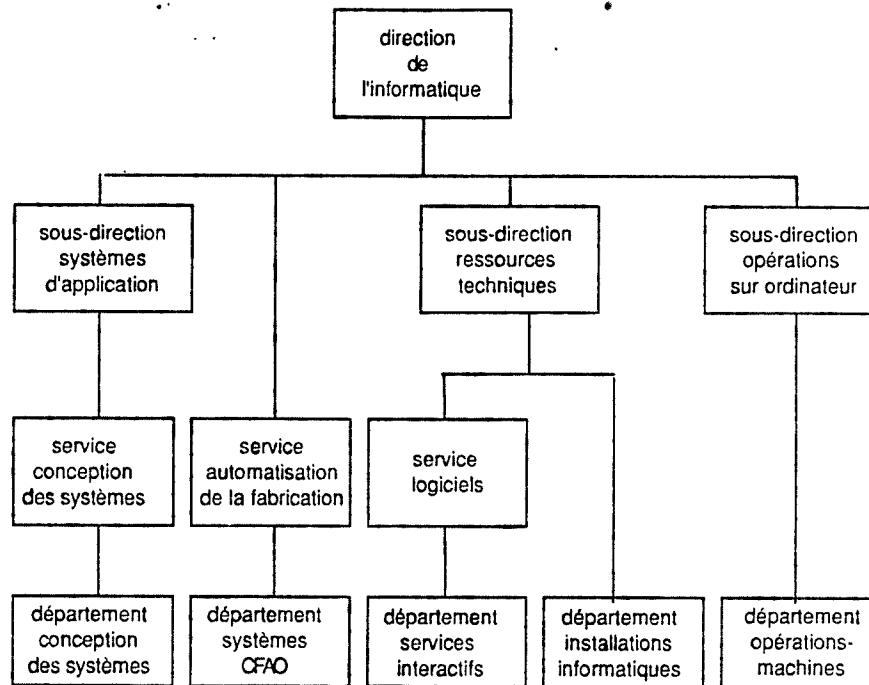 direction
de
l'informatique
sous-direction
systèmes
d'application
sous-direction
ressources
techniques
sous-direction
opérations
sur ordinateur
service
conception
des systèmes
service
automatisation
de la fabrication
service
logiciels
département
conception
des systèmes
département
systèmes
CFAO
département
services
interactifs
département
installations
informatiques
département
opérations-
machines